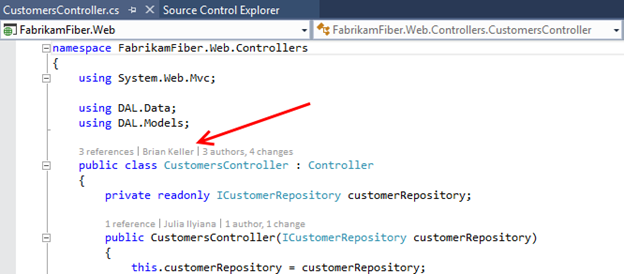 CustomersController.cs Source Control Explorer
FabrikamFiber.Web FabrikamFiber.Web.Controllers.CustomersController
namespace FabrikamFiber.Web.Controllers
{
using System.Web.Mvc;
using DAL.Data;
using DAL.Models;
3 references | Brian Keller | 3 authors, 4 changes
public class CustomersController : Controller
{
private readonly ICustomerRepository customerRepository;
1 reference | Julia Ilyiana | 1 author, 1 change
public CustomersController(ICustomerRepository customerRepository)
{
this.customerRepository = customerRepository;